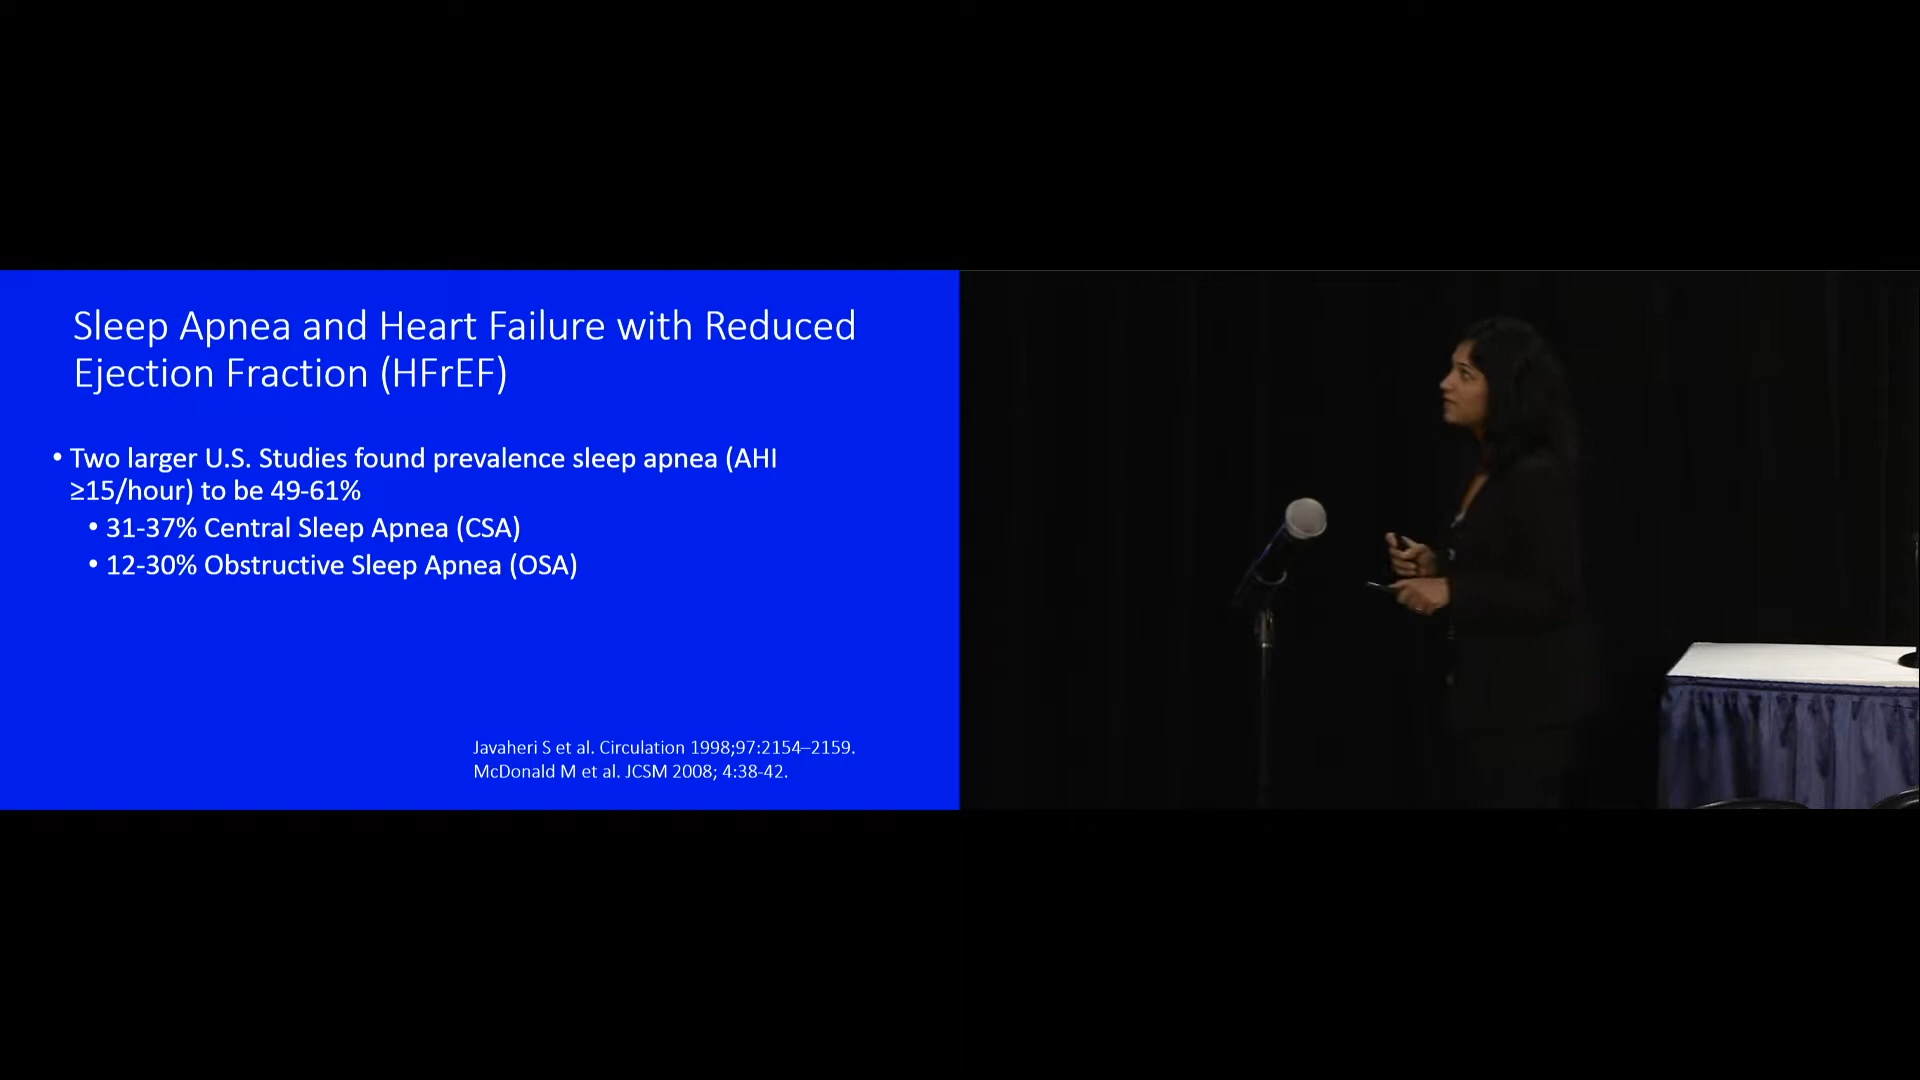 Sleep Apnea and Heart Failure with Reduced
Ejection Fraction (HFrEF)
• Two larger U.S. Studies found prevalence sleep apnea (AHI
≥15/hour) to be 49-61%
• 31-37% Central Sleep Apnea (CSA)
• 12-30% Obstructive Sleep Apnea (OSA)
Javaheri S et al. Circulation 1998;97:2154–2159.
McDonald M et al. JCSM 2008; 4:38-42.